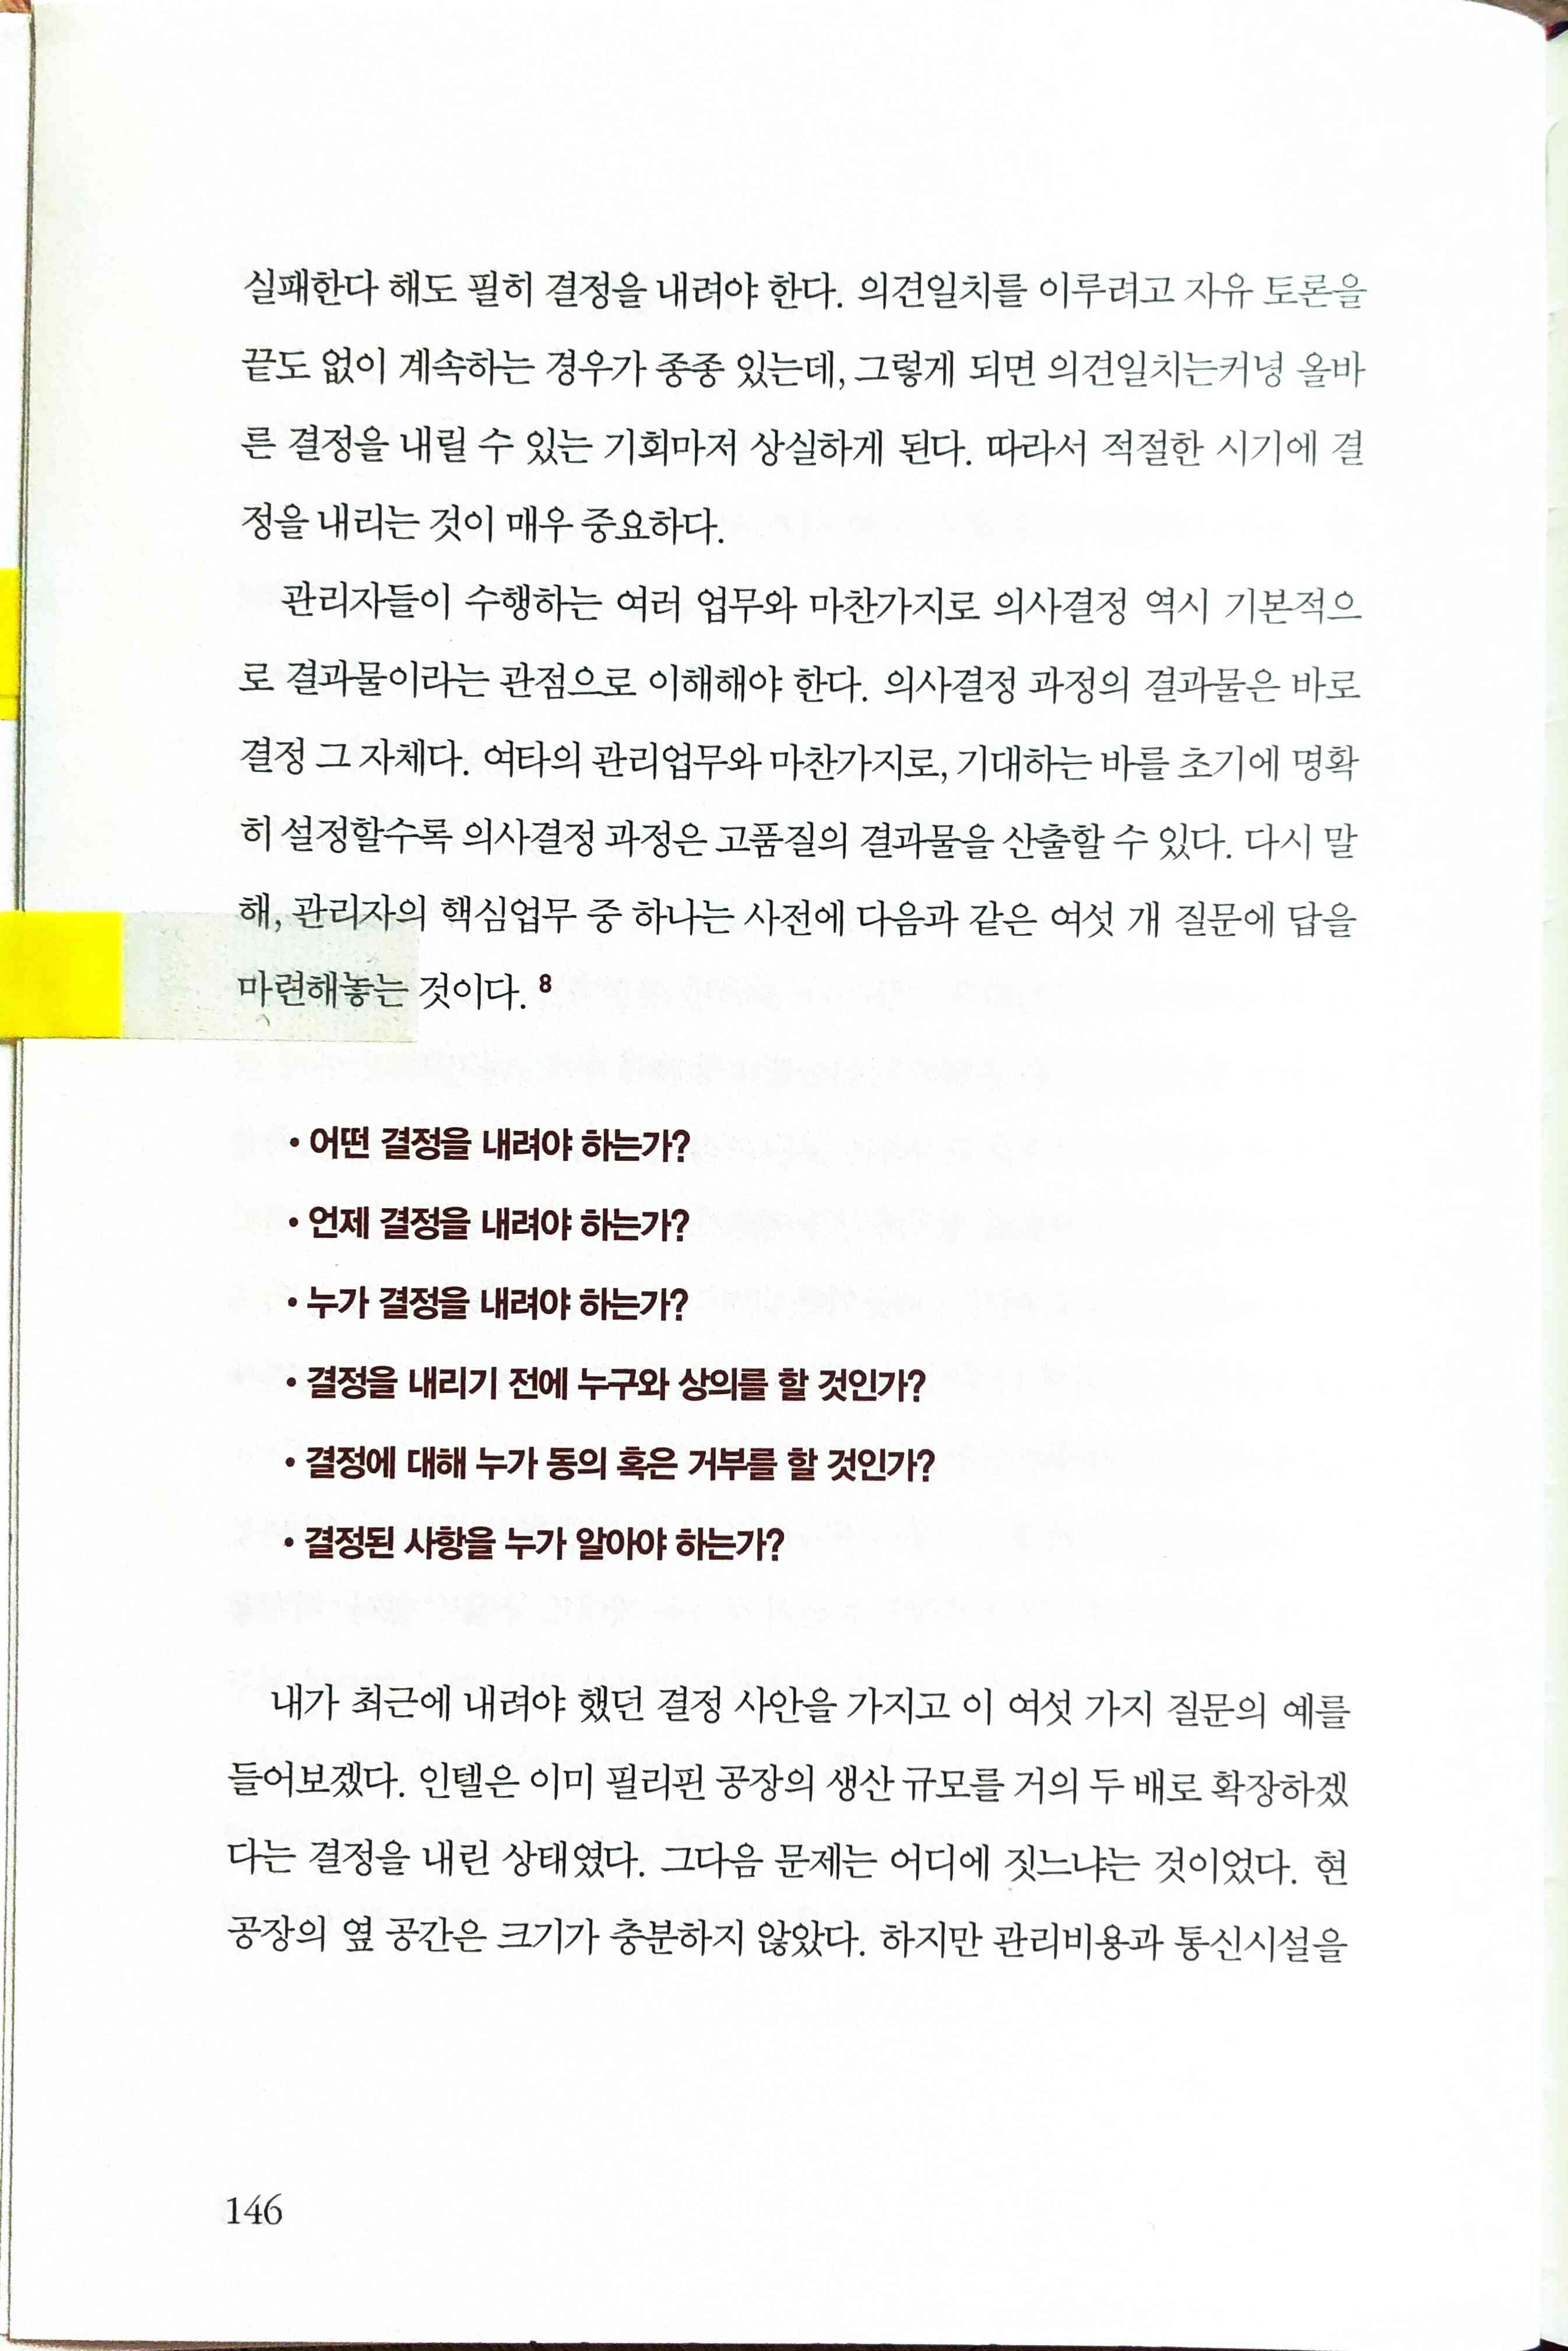 실패한다 해도 필히 결정을 내려야 한다. 의견일치를 이루려고 자유 토론을
끝도 없이 계속하는 경우가 종종 있는데, 그렇게 되면 의견일치는커녕 올바
른 결정을 내릴 수 있는 기회마저 상실하게 된다. 따라서 적절한 시기에 결
정을 내리는 것이 매우 중요하다.
관리자들이 수행하는 여러 업무와 마찬가지로 의사결정 역시 기본적으
로 결과물이라는 관점으로 이해해야 한다. 의사결정 과정의 결과물은 바로
결정 그 자체다. 여타의 관리업무와 마찬가지로, 기대하는 바를 초기에 명확
히 설정할수록 의사결정 과정은 고품질의 결과물을 산출할 수 있다. 다시 말
해, 관리자의 핵심업무 중 하나는 사전에 다음과 같은 여섯 개 질문에 답을
마련해놓는 것이다. 8
• 어떤 결정을 내려야 하는가?
• 언제 결정을 내려야 하는가?
• 누가 결정을 내려야 하는가?
• 결정을 내리기 전에 누구와 상의를 할 것인가?
• 결정에 대해 누가 동의 혹은 거부를 할 것인가?
• 결정된 사항을 누가 알아야 하는가?
내가 최근에 내려야 했던 결정 사안을 가지고 이 여섯 가지 질문의 예를
들어보겠다. 인텔은 이미 필리핀 공장의 생산 규모를 거의 두 배로 확장하겠
다는 결정을 내린 상태였다. 그다음 문제는 어디에 짓느냐는 것이었다. 현
공장의 옆 공간은 크기가 충분하지 않았다. 하지만 관리비용과 통신시설을
146